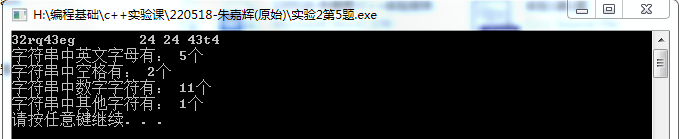 H:\编程基础\c++实验课\220518-朱嘉辉(原始)\实验2第5题.exe
32rq43eg      24 24 43t4
字符串中英文字母有： 5个
字符串中空格有： 2个
字符串中数字字符有： 11个
字符串中其他字符有： 1个
请按任意键继续. . .